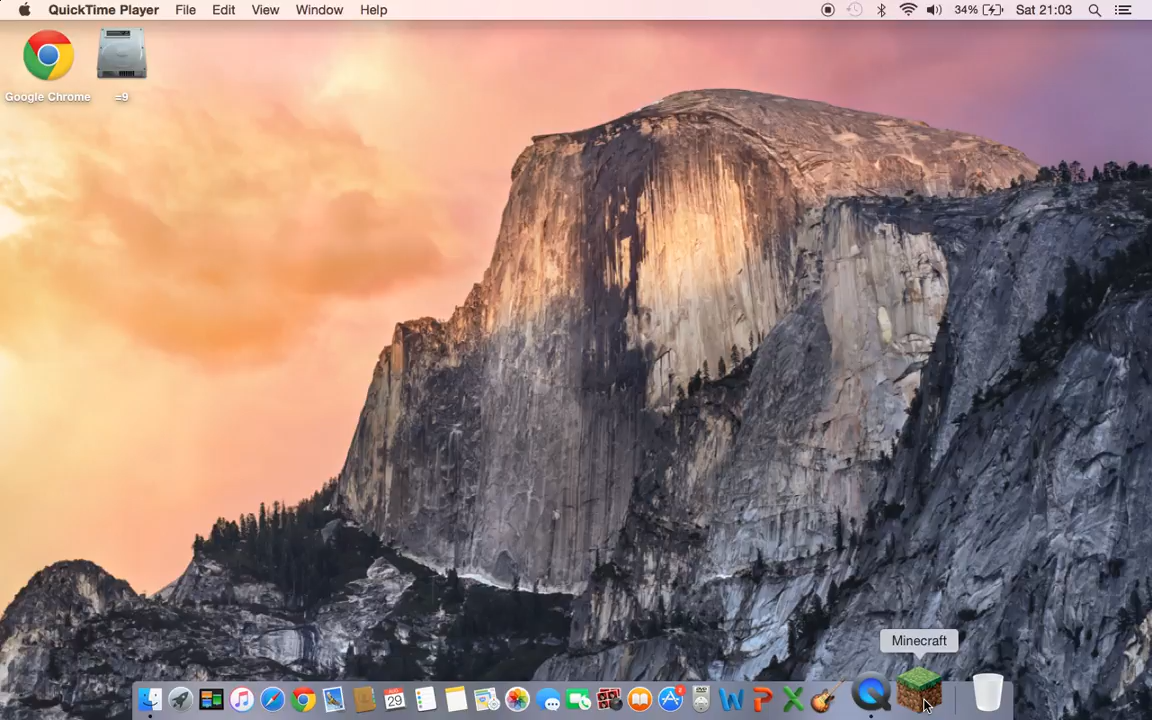 QuickTime Player File Edit View Window Help 34% Sat 21:03
Google Chrome
=9
Minecraft
29